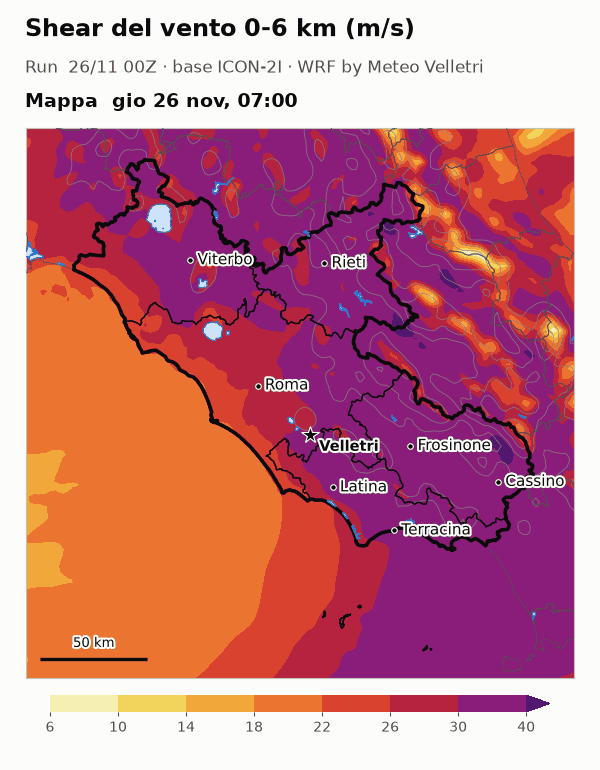 Shear del vento 0-6 km (m/s)
Run  26/11 00Z · base ICON-2I · WRF by Meteo Velletri
Mappa  gio 26 nov, 07:00
Viterbo
Rieti
Roma
Velletri
Frosinone
Latina
Cassino
Terracina
50 km
6 10 14 18 22 26 30 40